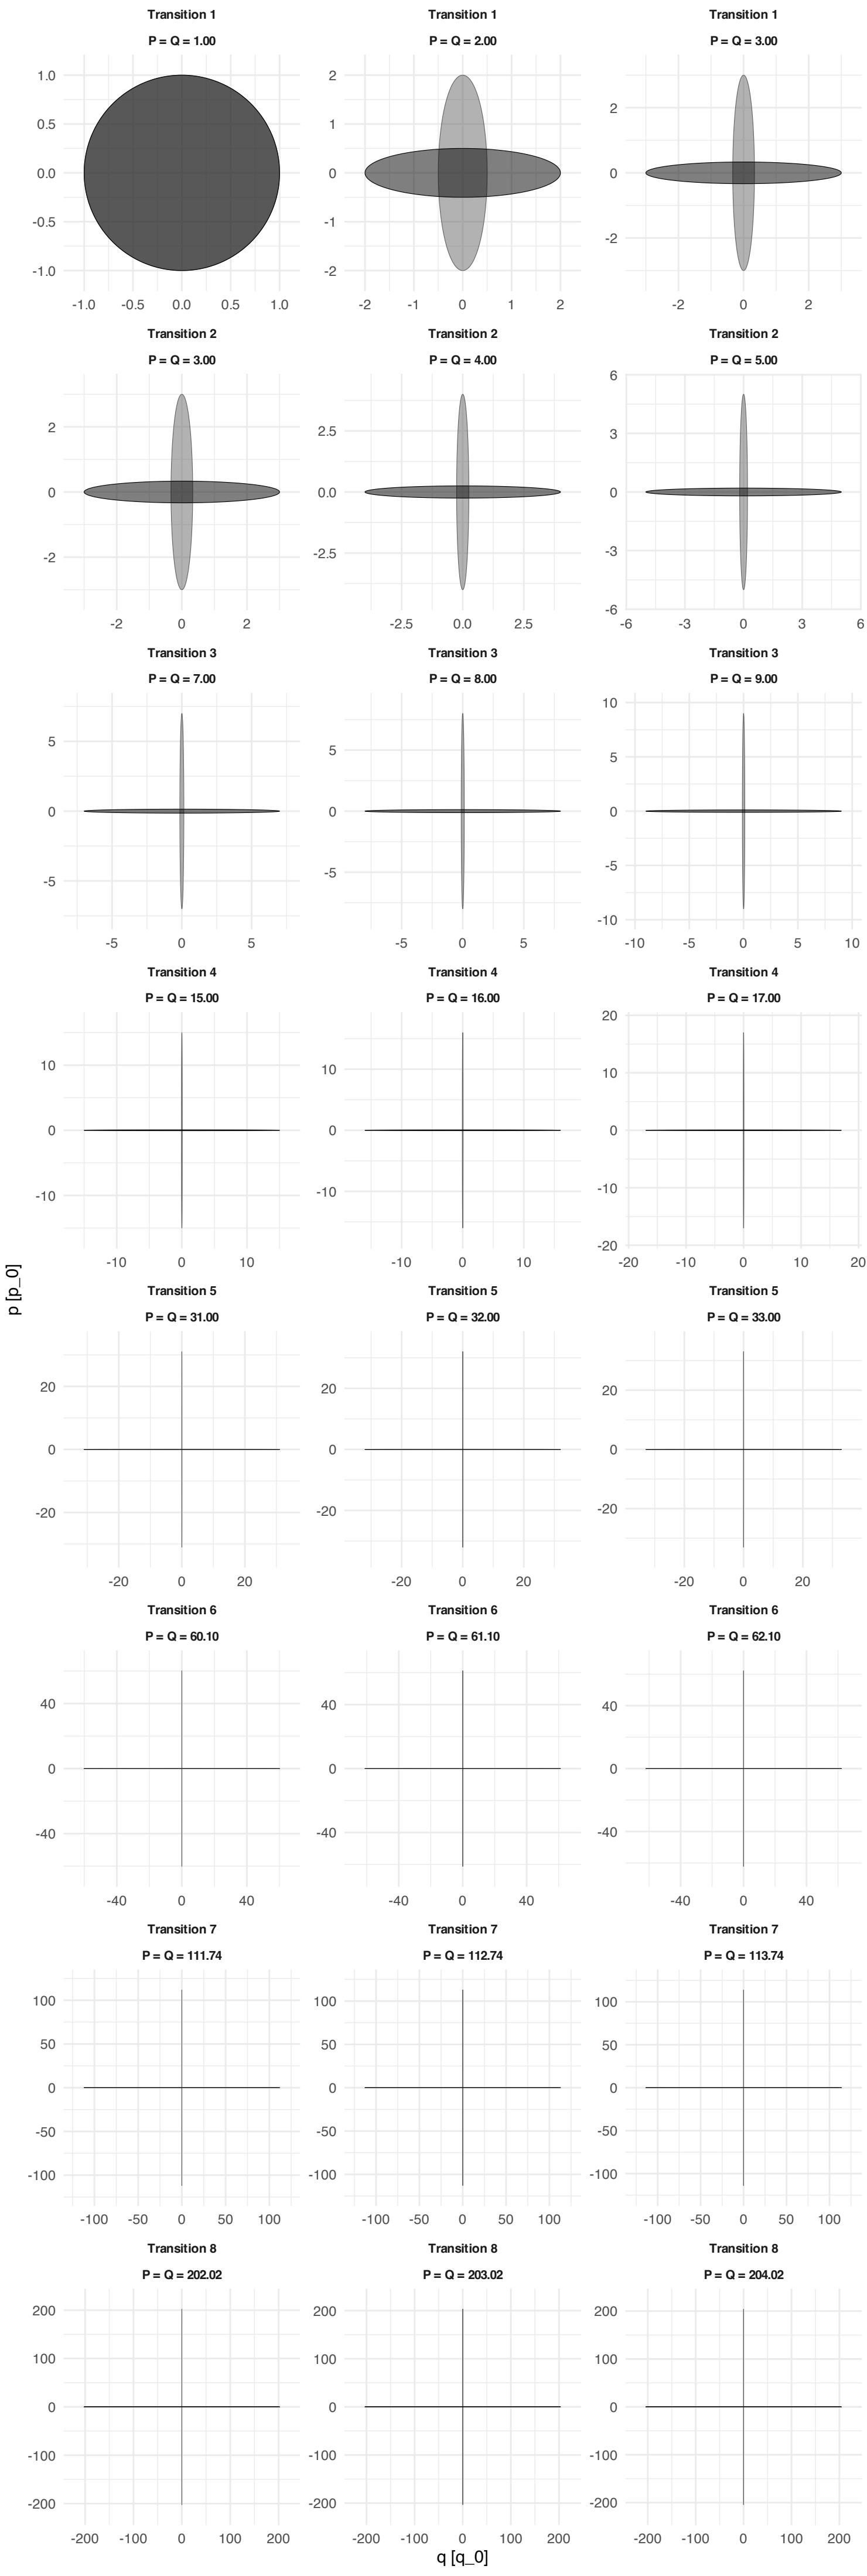 Transition 1 Transition 1 Transition 1
P = Q = 1.00 P = Q = 2.00 P = Q = 3.00
1.0 2
0.5 1 2
0.0 0 0
-0.5 -1 -2
-1.0 -2
-1.0 -0.5 0.0 0.5 1.0 -2 -1 0 1 2 -2 0 2
Transition 2 Transition 2 Transition 2
P = Q = 3.00 P = Q = 4.00 P = Q = 5.00
6
2 2.5 3
0 0.0 0
-2 -2.5 -3
-6
-2 0 2 -2.5 0.0 2.5 -6 -3 0 3 6
Transition 3 Transition 3 Transition 3
P = Q = 7.00 P = Q = 8.00 P = Q = 9.00
10
5 5 5
0 0 0
-5 -5 -5
-10
-5 0 5 -5 0 5 -10 -5 0 5 10
Transition 4 Transition 4 Transition 4
P = Q = 15.00 P = Q = 16.00 P = Q = 17.00
20
10 10 10
0 0 0
-10 -10 -10
-20
-10 0 10 -10 0 10 -20 -10 0 10 20
p [p_0]
Transition 5 Transition 5 Transition 5
P = Q = 31.00 P = Q = 32.00 P = Q = 33.00
20 20 20
0 0 0
-20 -20 -20
-20 0 20 -20 0 20 -20 0 20
Transition 6 Transition 6 Transition 6
P = Q = 60.10 P = Q = 61.10 P = Q = 62.10
40 40 40
0 0 0
-40 -40 -40
-40 0 40 -40 0 40 -40 0 40
Transition 7 Transition 7 Transition 7
P = Q = 111.74 P = Q = 112.74 P = Q = 113.74
100 100 100
50 50 50
0 0 0
-50 -50 -50
-100 -100 -100
-100 -50 0 50 100 -100 -50 0 50 100 -100 -50 0 50 100
Transition 8 Transition 8 Transition 8
P = Q = 202.02 P = Q = 203.02 P = Q = 204.02
200 200 200
100 100 100
0 0 0
-100 -100 -100
-200 -200 -200
-200 -100 0 100 200 -200 -100 0 100 200 -200 -100 0 100 200
q [q_0]